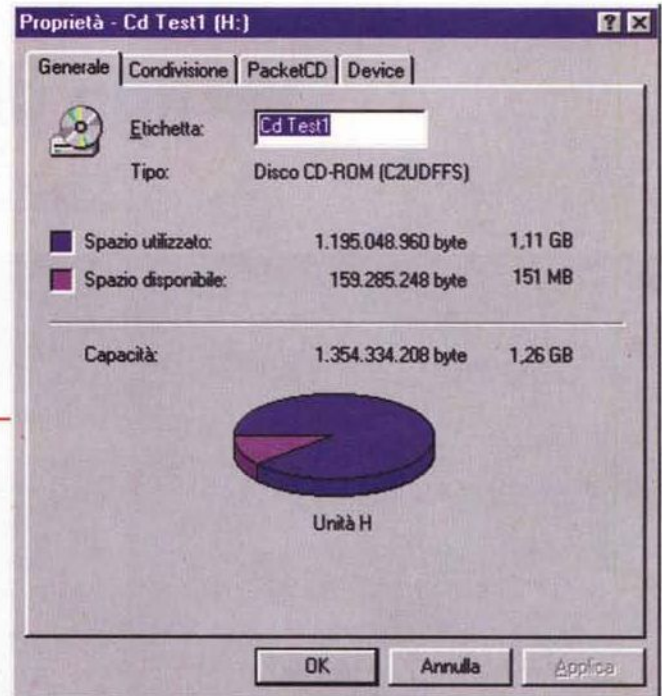 Proprietà - Cd Test1 (H:)
Generale Condivisione PacketCD Device
Etichetta: Cd Test1
Tipo: Disco CD-ROM (C2UDFFS)
Spazio utilizzato: 1.195.048.960 byte 1,11 GB
Spazio disponibile: 159.285.248 byte 151 MB
Capacità: 1.354.334.208 byte 1,26 GB
Unità H
OK Annulla Applica